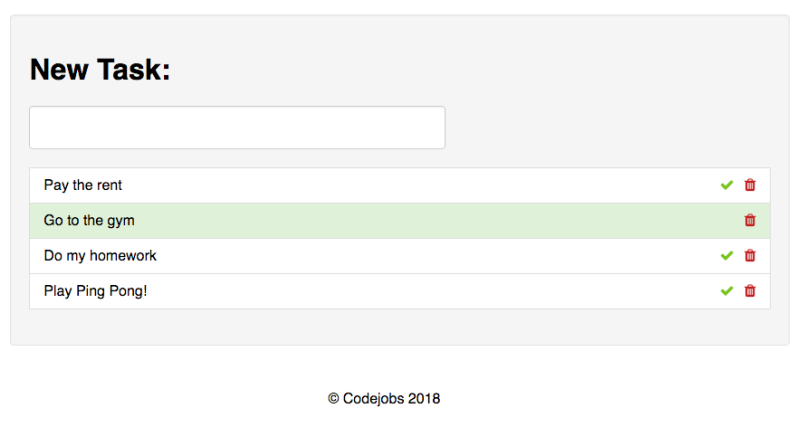 New Task:
Pay the rent
Go to the gym
Do my homework
Play Ping Pong!
© Codejobs 2018